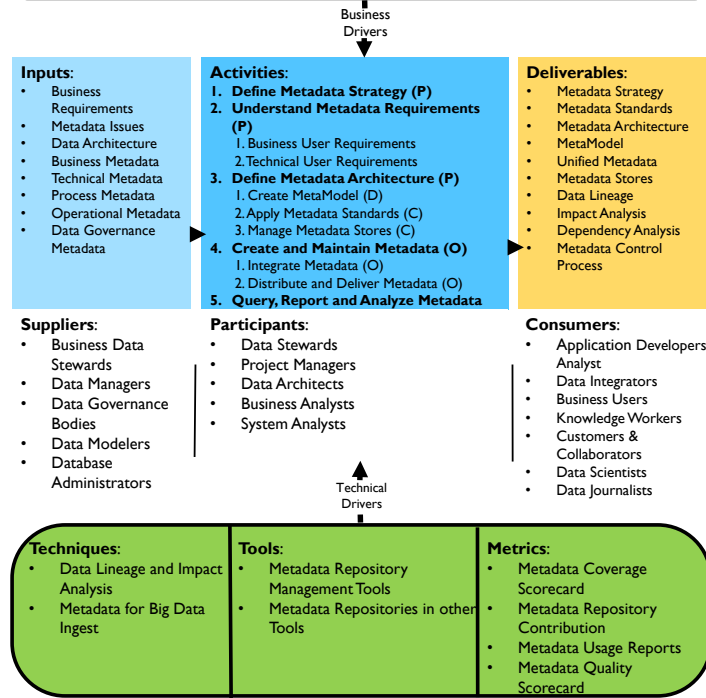 Business
Drivers
Inputs:
• Business
Requirements
• Metadata Issues
• Data Architecture
• Business Metadata
• Technical Metadata
• Process Metadata
• Operational Metadata
• Data Governance
Metadata
Activities:
1. Define Metadata Strategy (P)
2. Understand Metadata Requirements
(P)
1. Business User Requirements
2. Technical User Requirements
3. Define Metadata Architecture (P)
1. Create MetaModel (D)
2. Apply Metadata Standards (C)
3. Manage Metadata Stores (C)
4. Create and Maintain Metadata (O)
1. Integrate Metadata (O)
2. Distribute and Deliver Metadata (O)
5. Query, Report and Analyze Metadata
Deliverables:
• Metadata Strategy
• Metadata Standards
• Metadata Architecture
• MetaModel
• Unified Metadata
• Metadata Stores
• Data Lineage
• Impact Analysis
• Dependency Analysis
• Metadata Control
Process
Suppliers:
• Business Data
Stewards
• Data Managers
• Data Governance
Bodies
• Data Modelers
• Database
Administrators
Participants:
• Data Stewards
• Project Managers
• Data Architects
• Business Analysts
• System Analysts
Consumers:
• Application Developers
Analyst
• Data Integrators
• Business Users
• Knowledge Workers
• Customers &
Collaborators
• Data Scientists
• Data Journalists
Technical
Drivers
Techniques:
• Data Lineage and Impact
Analysis
• Metadata for Big Data
Ingest
Tools:
• Metadata Repository
Management Tools
• Metadata Repositories in other
Tools
Metrics:
• Metadata Coverage
Scorecard
• Metadata Repository
Contribution
• Metadata Usage Reports
• Metadata Quality
Scorecard